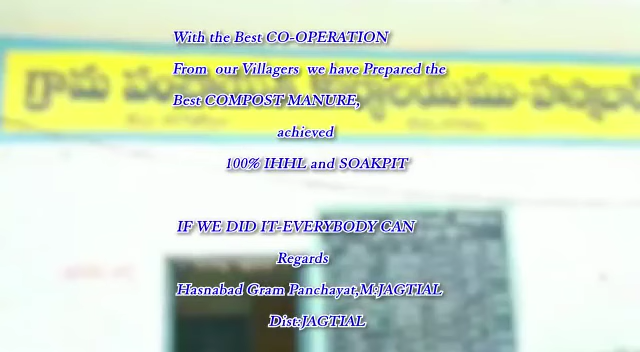 With the Best CO-OPERATION
From our Villagers we have Prepared the
గ్రామ
Best COMPOST MANURE,
achieved
100% IHHL and SOAKPIT
IF WE DID IT-EVERYBODY CAN
Regards
Hasnabad Gram Panchayat,M:JAGTIAL
Dist:JAGTIAL